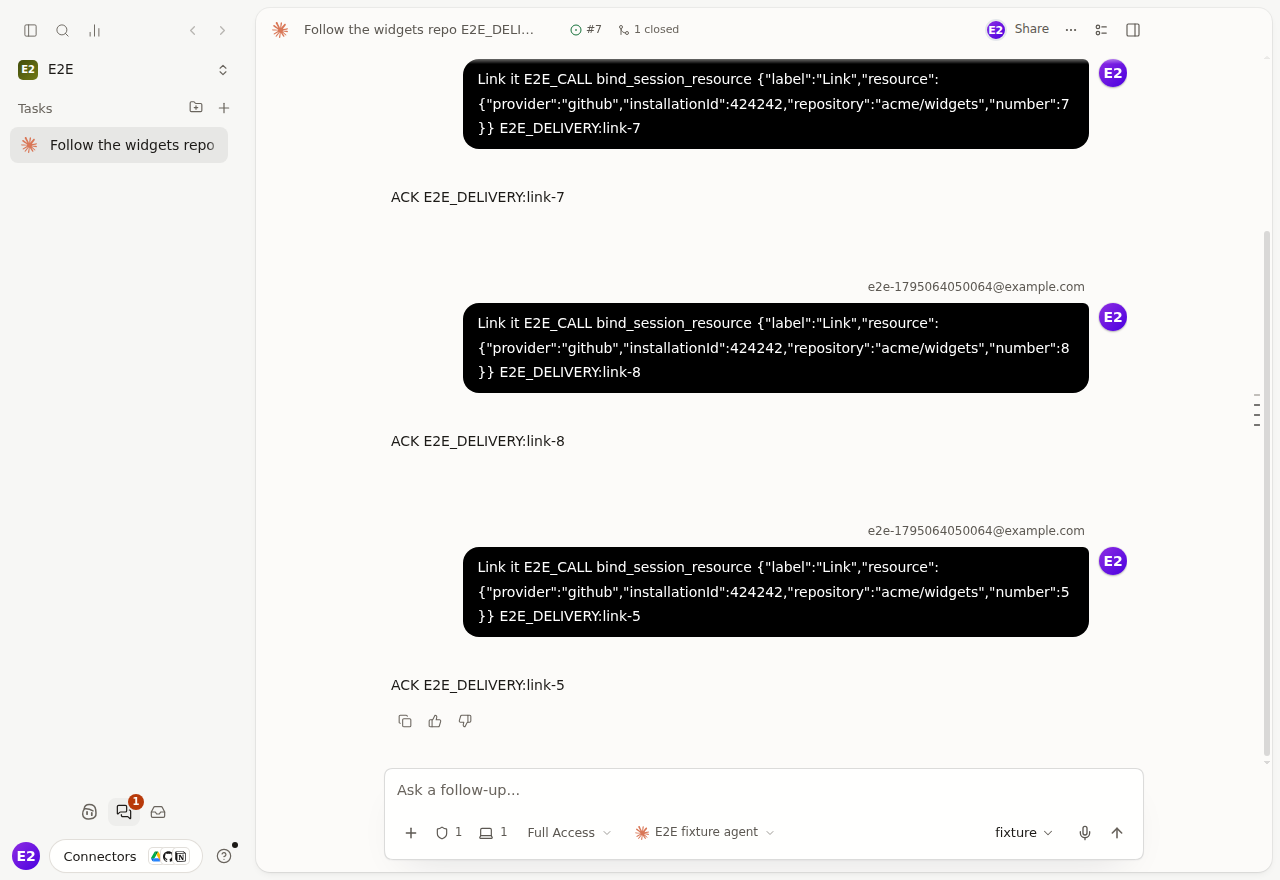 Follow the widgets repo E2E_DELI...
#7
1 closed
E2
Share
E2
E2E
Tasks
Follow the widgets repo
Link it E2E_CALL bind_session_resource {"label":"Link","resource":
{"provider":"github","installationId":424242,"repository":"acme/widgets","number":7
}} E2E_DELIVERY:link-7
E2
ACK E2E_DELIVERY:link-7
e2e-1795064050064@example.com
Link it E2E_CALL bind_session_resource {"label":"Link","resource":
{"provider":"github","installationId":424242,"repository":"acme/widgets","number":8
}} E2E_DELIVERY:link-8
E2
ACK E2E_DELIVERY:link-8
e2e-1795064050064@example.com
Link it E2E_CALL bind_session_resource {"label":"Link","resource":
{"provider":"github","installationId":424242,"repository":"acme/widgets","number":5
}} E2E_DELIVERY:link-5
E2
ACK E2E_DELIVERY:link-5
Ask a follow-up...
1
1
Full Access
E2E fixture agent
fixture
1
E2
Connectors